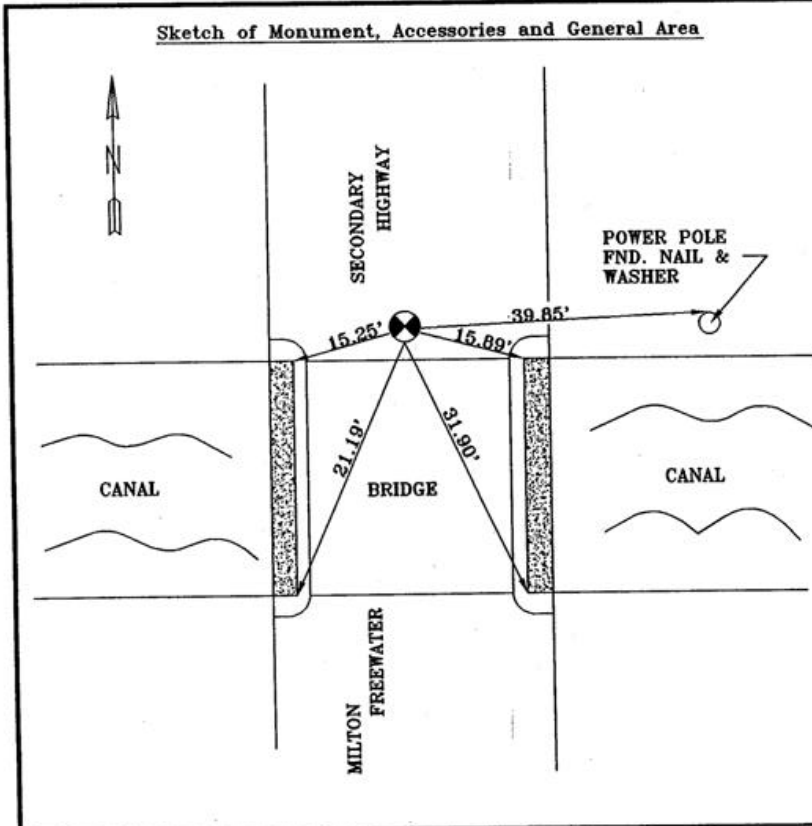 Sketch of Monument, Accessories and General Area
N
SECONDARY
HIGHWAY
POWER POLE
FND. NAIL &
WASHER
39.85'
15.25'
15.89'
21.19'
31.90'
CANAL
BRIDGE
CANAL
MILTON
FREEWATER